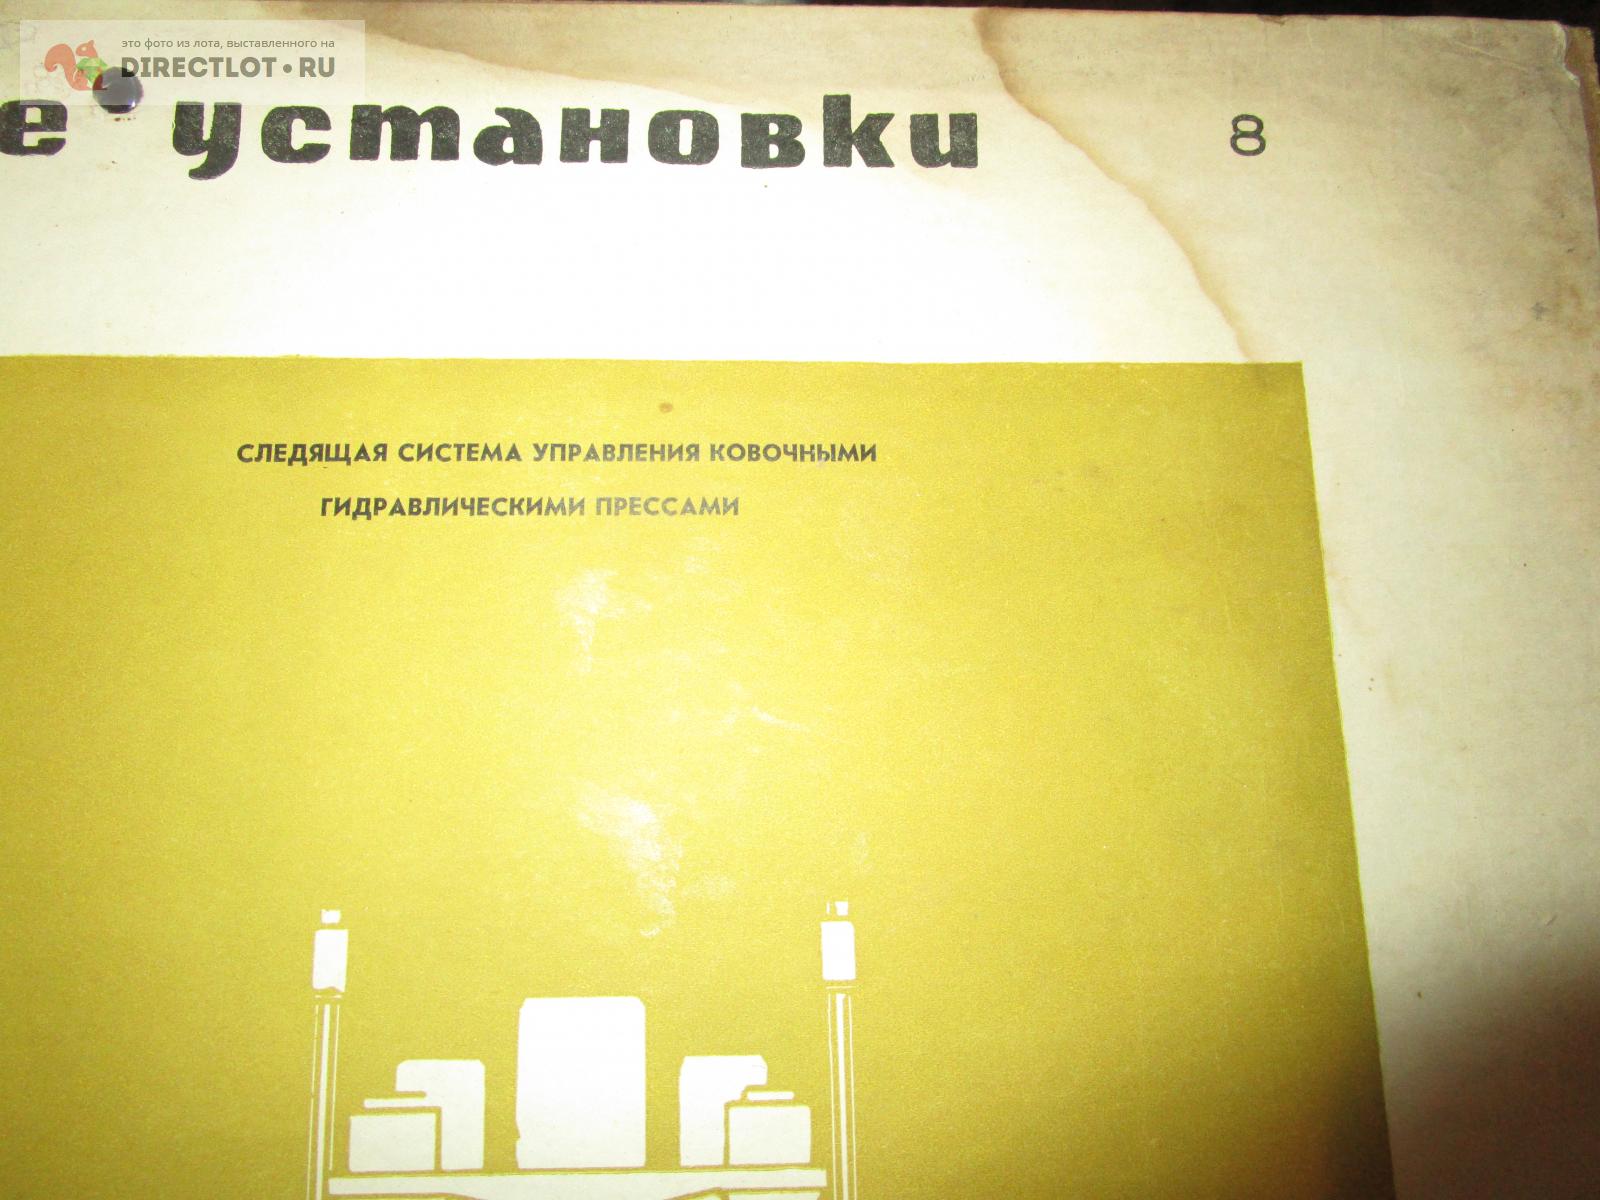 это фото из лота, выставленного на
DIRECTLOT•RU
е установки
8
СЛЕДЯЩАЯ СИСТЕМА УПРАВЛЕНИЯ КОВОЧНЫМИ
ГИДРАВЛИЧЕСКИМИ ПРЕССАМИ